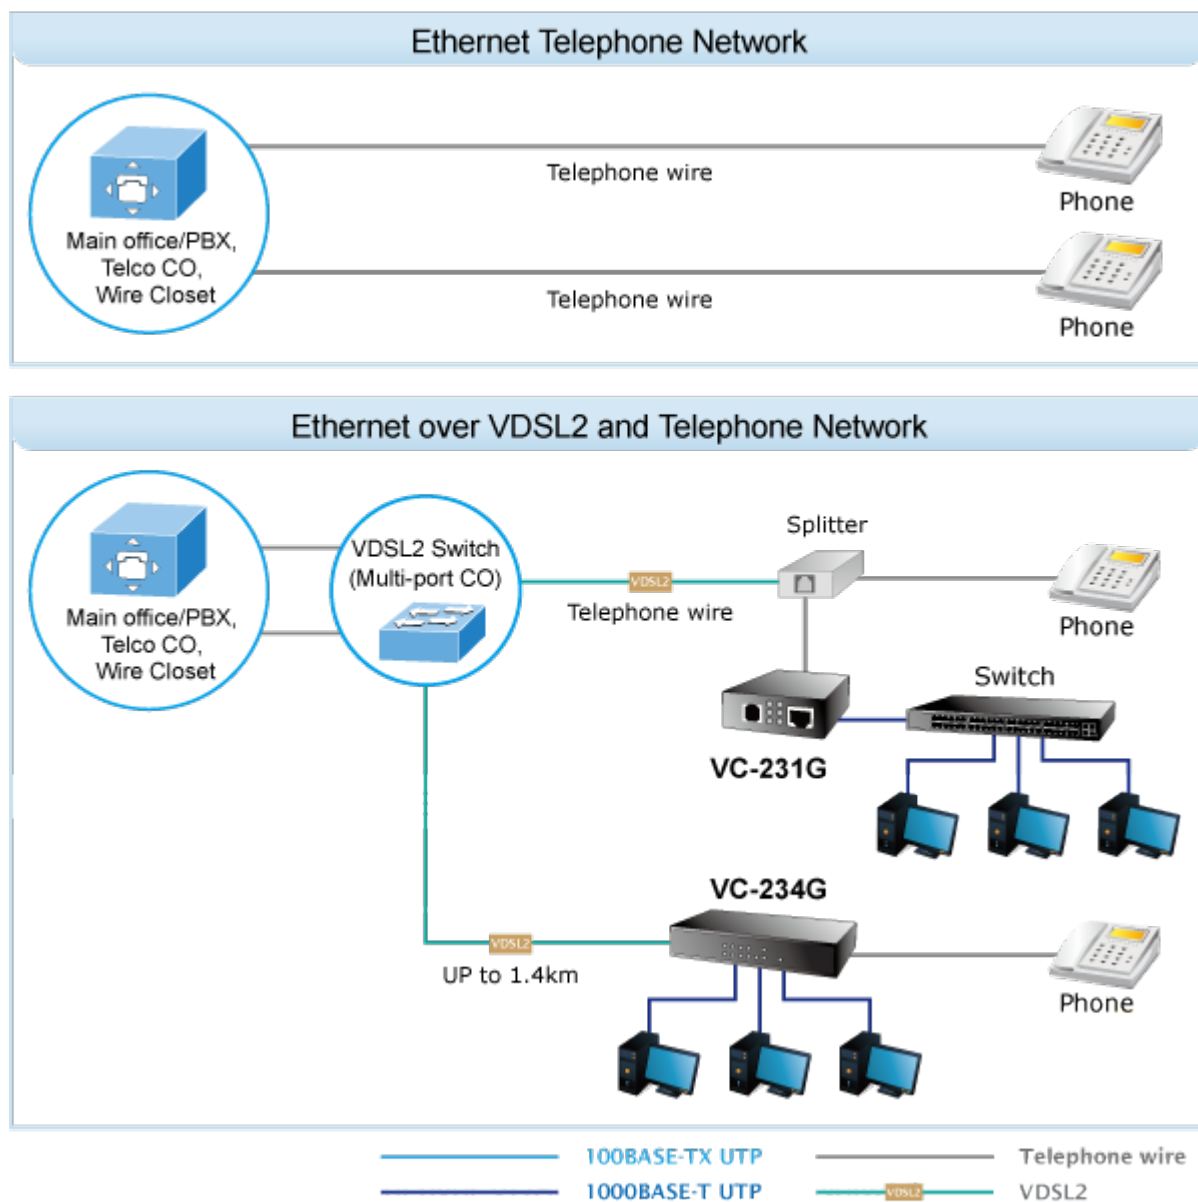 Ethernet Telephone Network
Telephone wire
Phone
Main office/PBX,
Telco CO,
Wire Closet
Telephone wire
Phone
Ethernet over VDSL2 and Telephone Network
Splitter
VDSL2 Switch
(Multi-port CO)
VDSL2
Telephone wire
Phone
Main office/PBX,
Telco CO,
Wire Closet
Switch
VC-231G
VC-234G
VDSL2
UP to 1.4km
Phone
100BASE-TX UTP
Telephone wire
1000BASE-T UTP
VDSL2
VDSL2